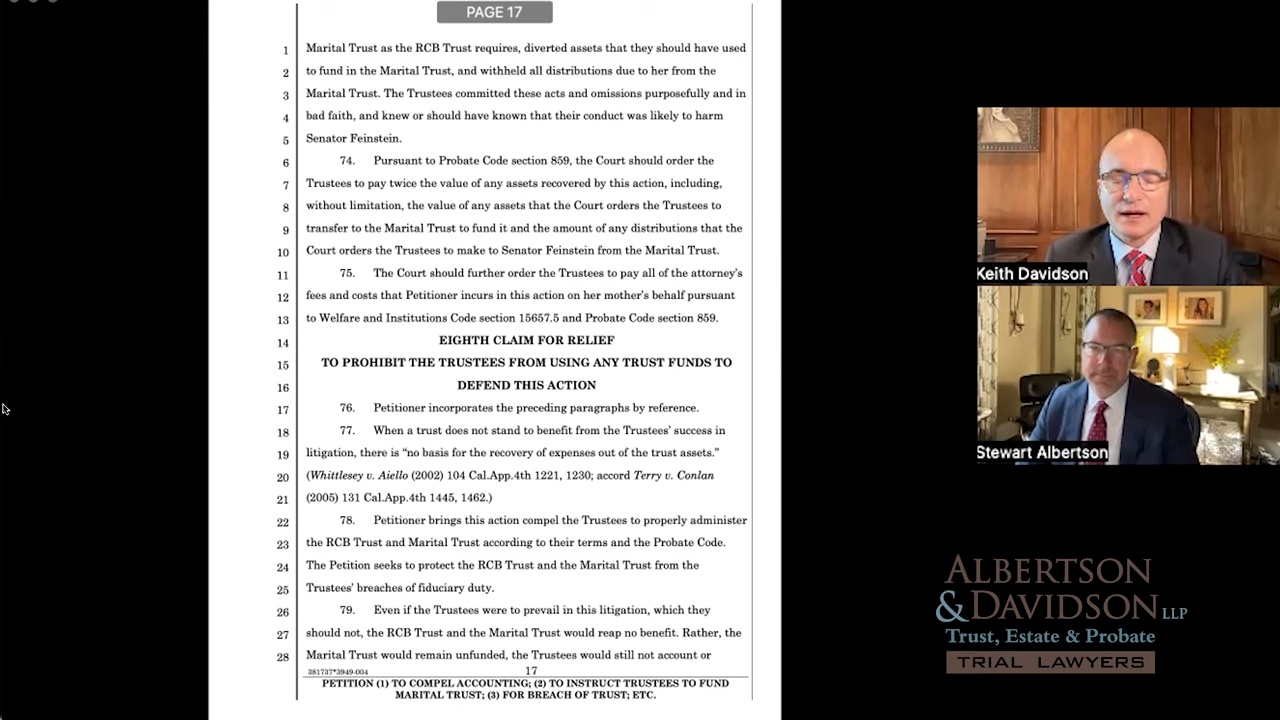 PAGE 17
1 Marital Trust as the RCB Trust requires, diverted assets that they should have used
2 to fund in the Marital Trust, and withheld all distributions due to her from the
3 Marital Trust. The Trustees committed these acts and omissions purposefully and in
4 bad faith, and knew or should have known that their conduct was likely to harm
5 Senator Feinstein.
6 74. Pursuant to Probate Code section 859, the Court should order the
7 Trustees to pay twice the value of any assets recovered by this action, including,
8 without limitation, the value of any assets that the Court orders the Trustees to
9 transfer to the Marital Trust to fund it and the amount of any distributions that the
10 Court orders the Trustees to make to Senator Feinstein from the Marital Trust.
11 75. The Court should further order the Trustees to pay all of the attorney's
12 fees and costs that Petitioner incurs in this action on her mother's behalf pursuant
13 to Welfare and Institutions Code section 15657.5 and Probate Code section 859.
14 EIGHTH CLAIM FOR RELIEF
15 TO PROHIBIT THE TRUSTEES FROM USING ANY TRUST FUNDS TO
16 DEFEND THIS ACTION
17 76. Petitioner incorporates the preceding paragraphs by reference.
18 77. When a trust does not stand to benefit from the Trustees' success in
19 litigation, there is “no basis for the recovery of expenses out of the trust assets.”
20 (Whittlesey v. Aiello (2002) 104 Cal.App.4th 1221, 1230; accord Terry v. Conlan
21 (2005) 131 Cal.App.4th 1445, 1462.)
22 78. Petitioner brings this action compel the Trustees to properly administer
23 the RCB Trust and Marital Trust according to their terms and the Probate Code.
24 The Petition seeks to protect the RCB Trust and the Marital Trust from the
25 Trustees' breaches of fiduciary duty.
26 79. Even if the Trustees were to prevail in this litigation, which they
27 should not, the RCB Trust and the Marital Trust would reap no benefit. Rather, the
28 Marital Trust would remain unfunded, the Trustees would still not account or
381737*3949-004
17
PETITION (1) TO COMPEL ACCOUNTING; (2) TO INSTRUCT TRUSTEES TO FUND
MARITAL TRUST; (3) FOR BREACH OF TRUST; ETC.
Keith Davidson
Stewart Albertson
ALBERTSON
& DAVIDSON LLP
Trust, Estate & Probate
TRIAL LAWYERS